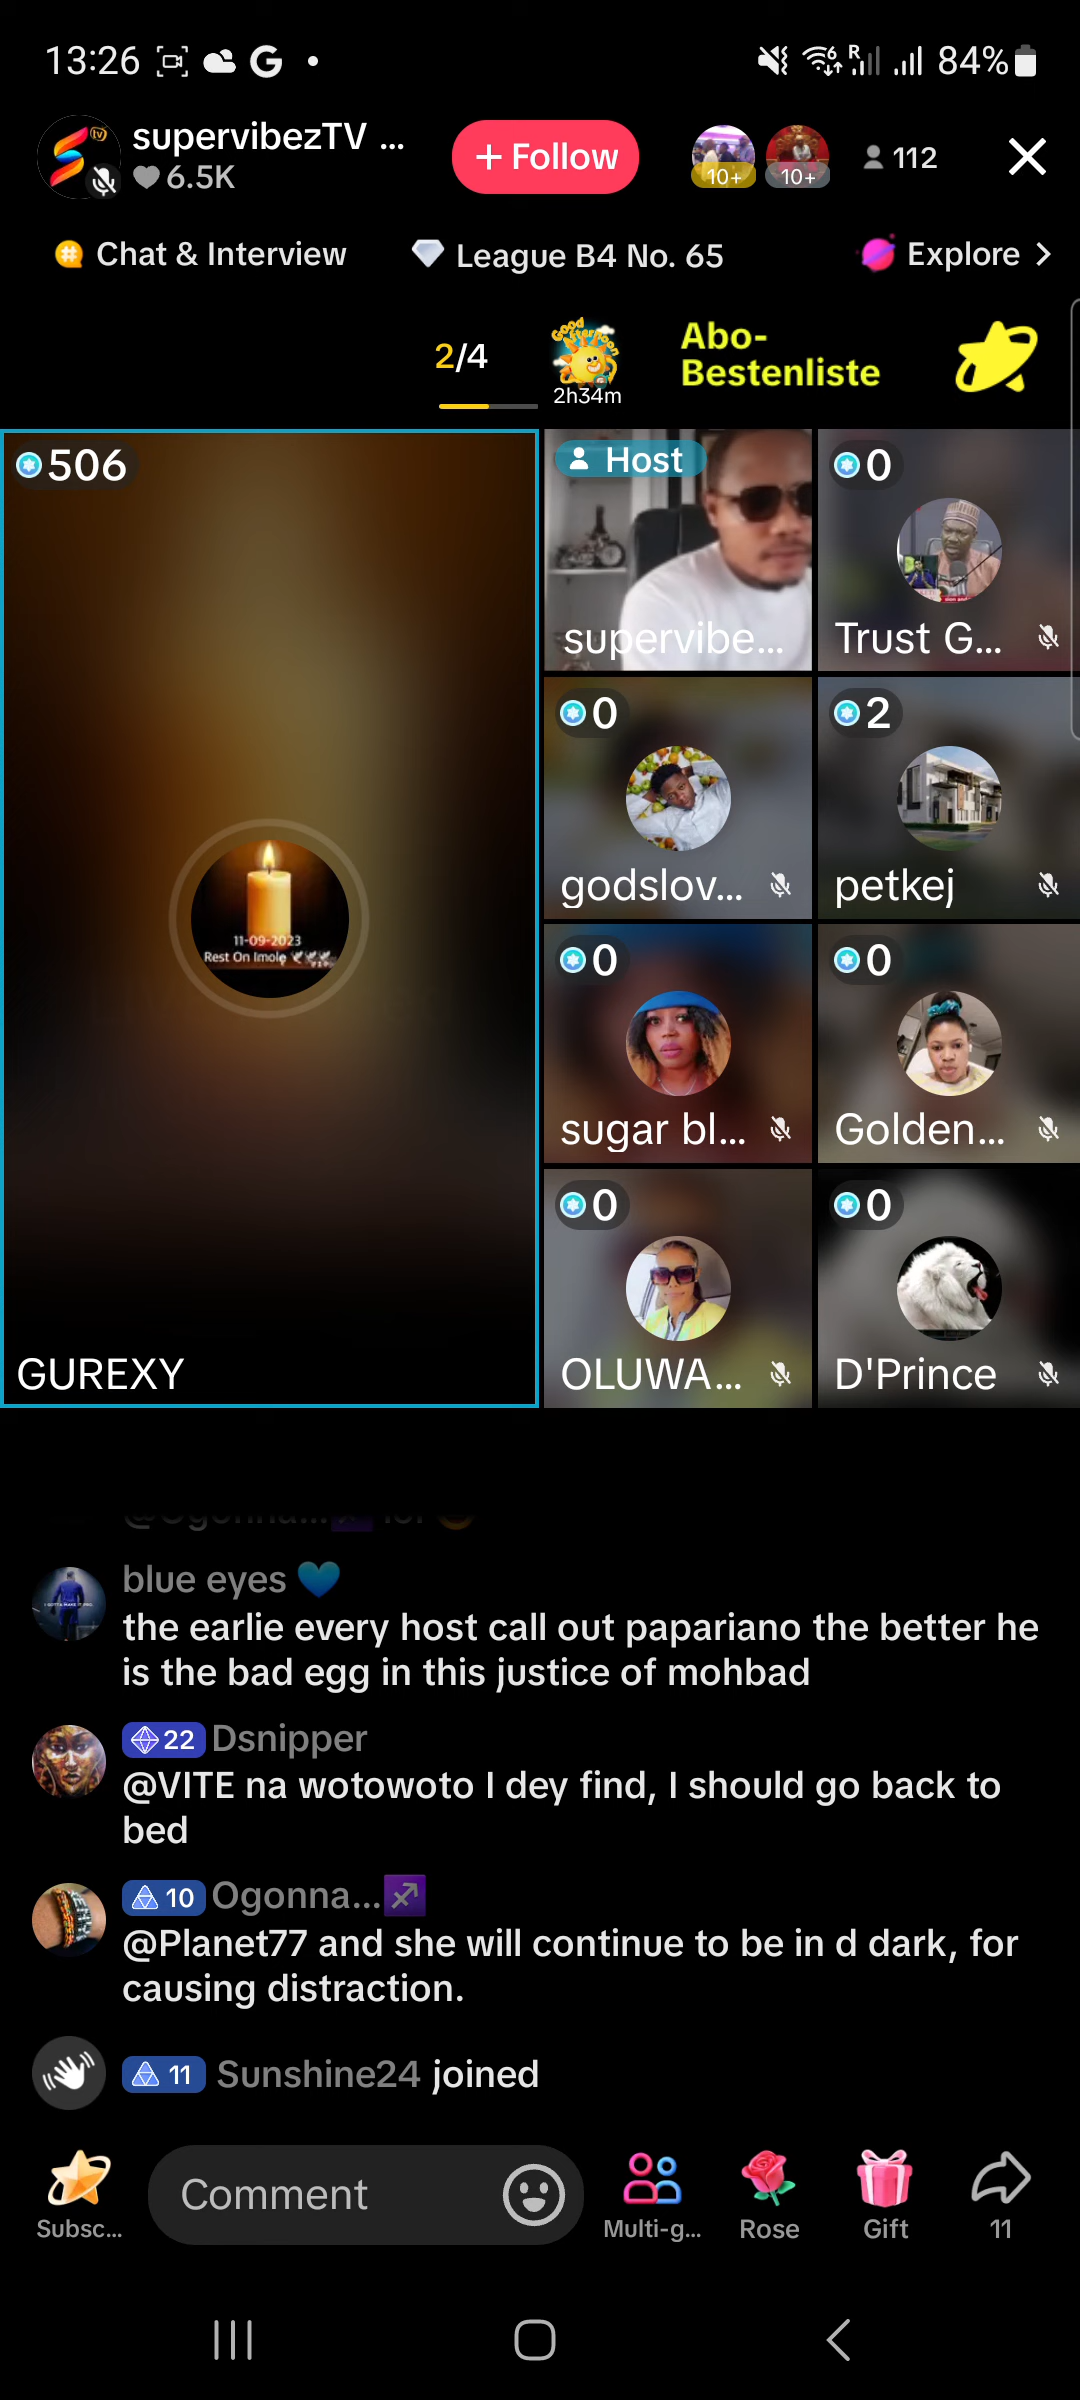 13:26
84%
supervibezTV ...
6.5K
+ Follow
10+
10+
112
Chat & Interview
League B4 No. 65
Explore >
2/4
Good Afternoon
2h34m
Abo-
Bestenliste
506
Host
supervibe...
0
Trust G...
0
godslov...
2
petkej
11-09-2023
Rest On Imole
0
sugar bl...
0
Golden...
0
OLUWA...
0
D'Prince
GUREXY
@Ogonna... lol
blue eyes
the earlie every host call out papariano the better he
is the bad egg in this justice of mohbad
22 Dsnipper
@VITE na wotowoto I dey find, I should go back to
bed
10 Ogonna...
@Planet77 and she will continue to be in d dark, for
causing distraction.
11 Sunshine24 joined
Comment
Subsc...
Multi-g...
Rose
Gift
11